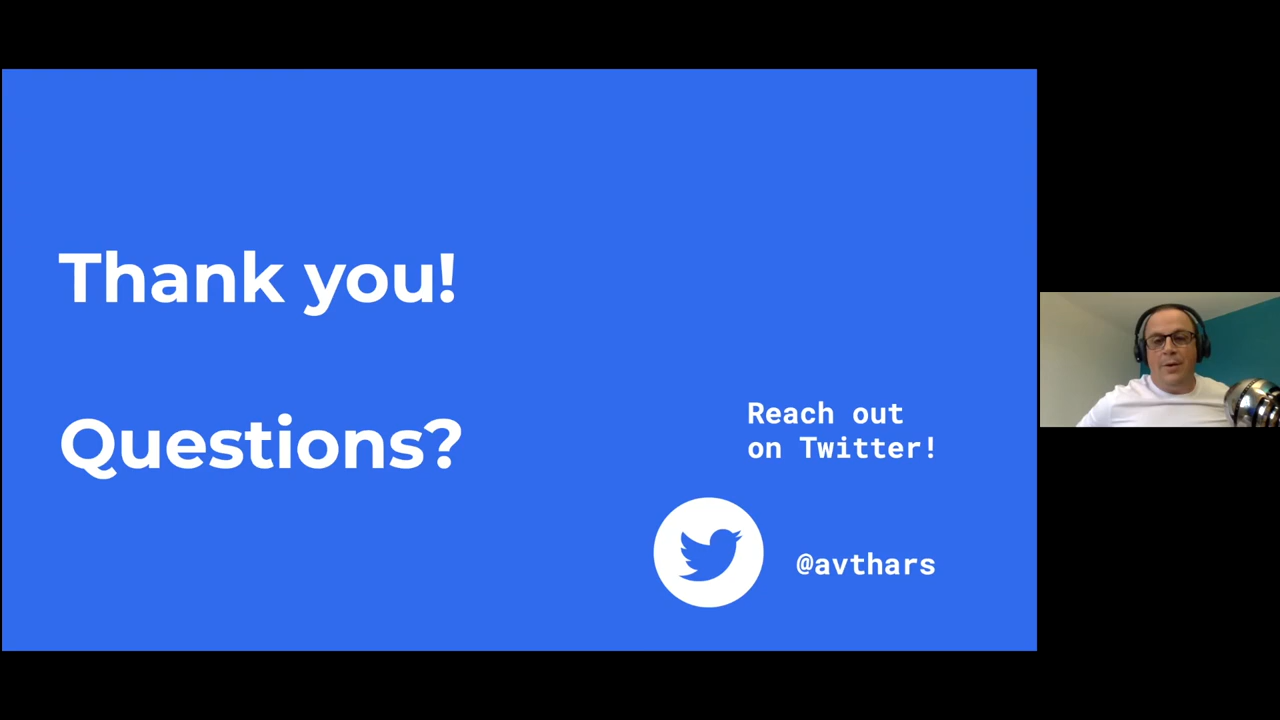 Thank you!
Questions?
Reach out
on Twitter!
@avthars